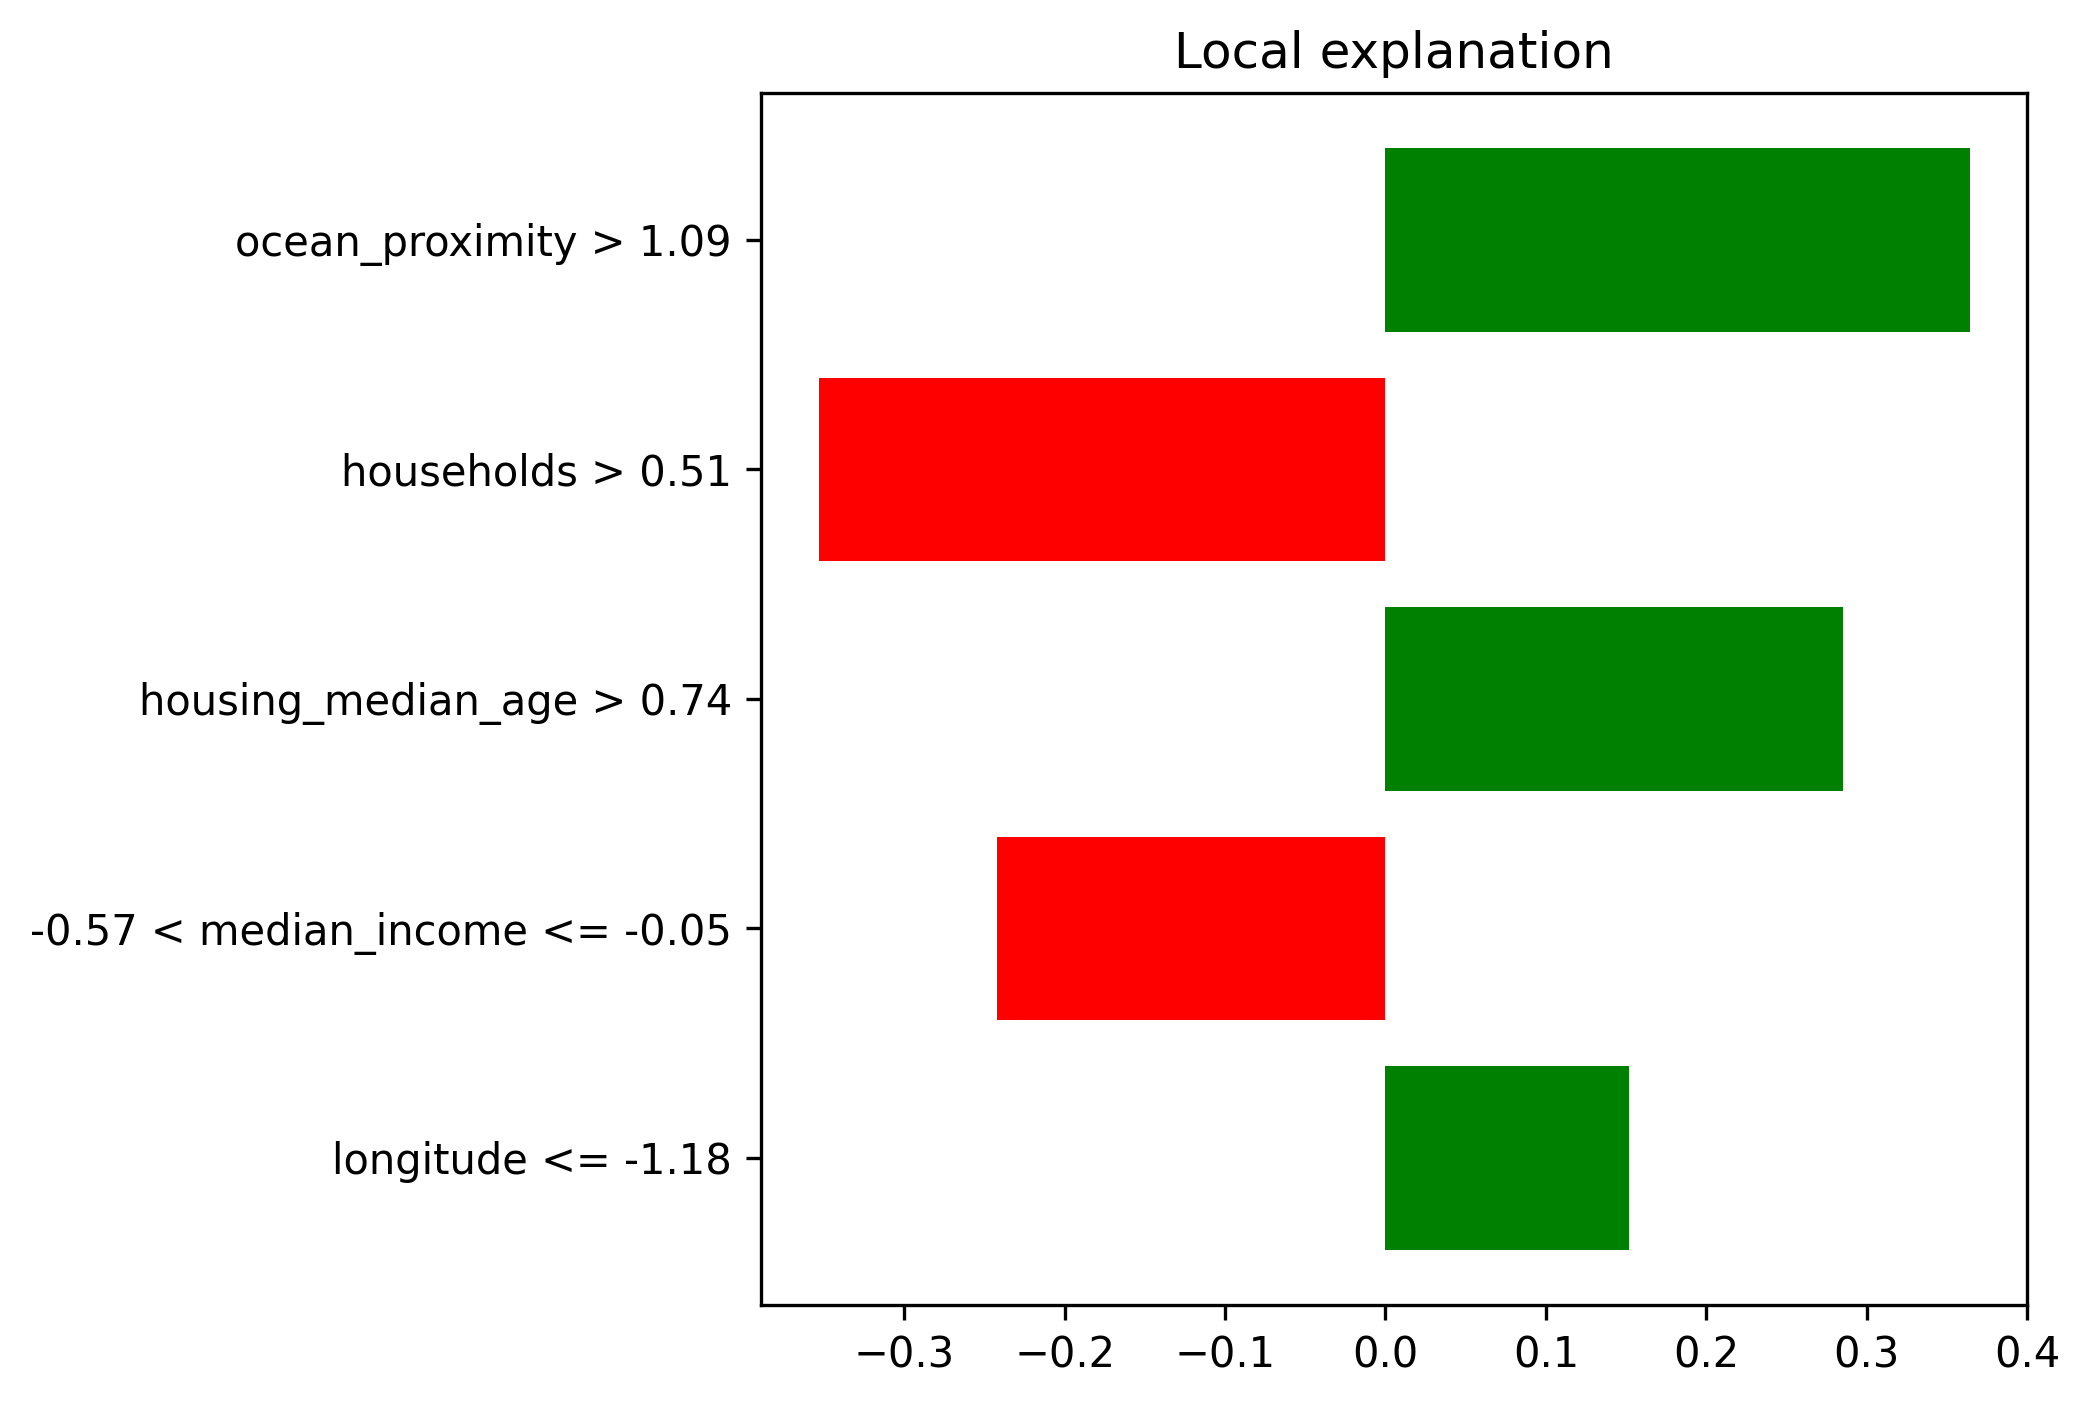 Local explanation
ocean_proximity > 1.09
households > 0.51
housing_median_age > 0.74
-0.57 < median_income <= -0.05
longitude <= -1.18
−0.3 −0.2 −0.1 0.0 0.1 0.2 0.3 0.4